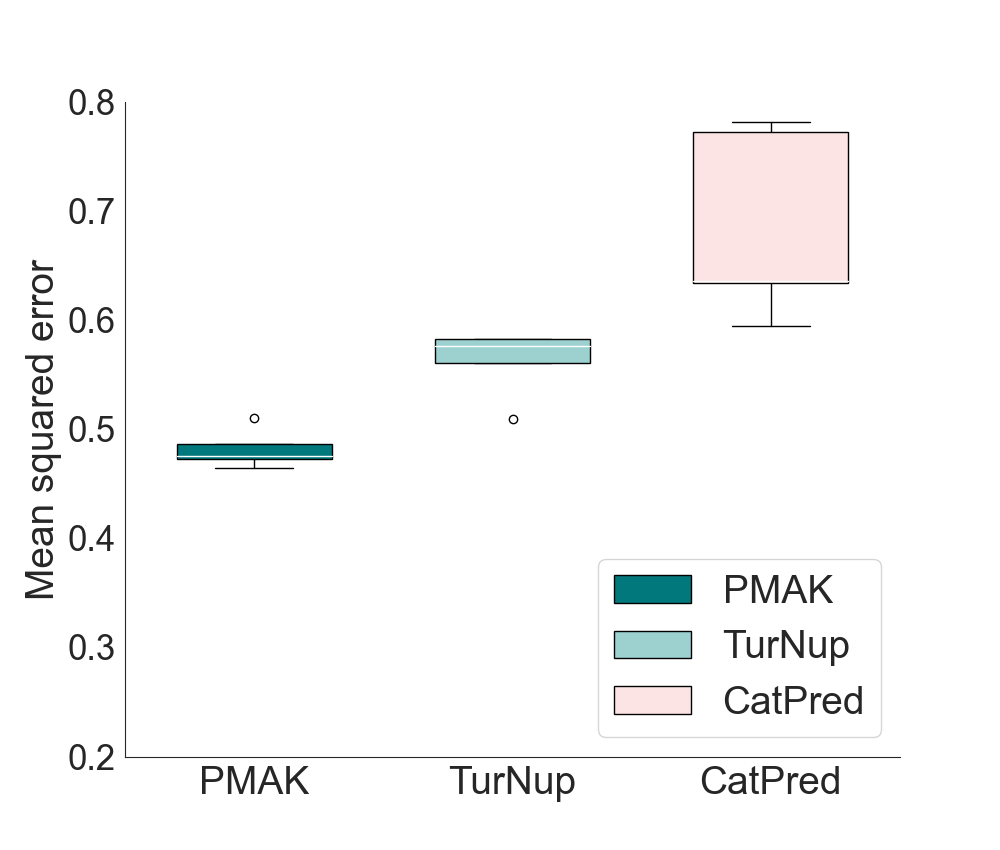 Mean squared error
0.8
0.7
0.6
0.5
0.4
0.3
0.2
PMAK
TurNup
CatPred
PMAK
TurNup
CatPred